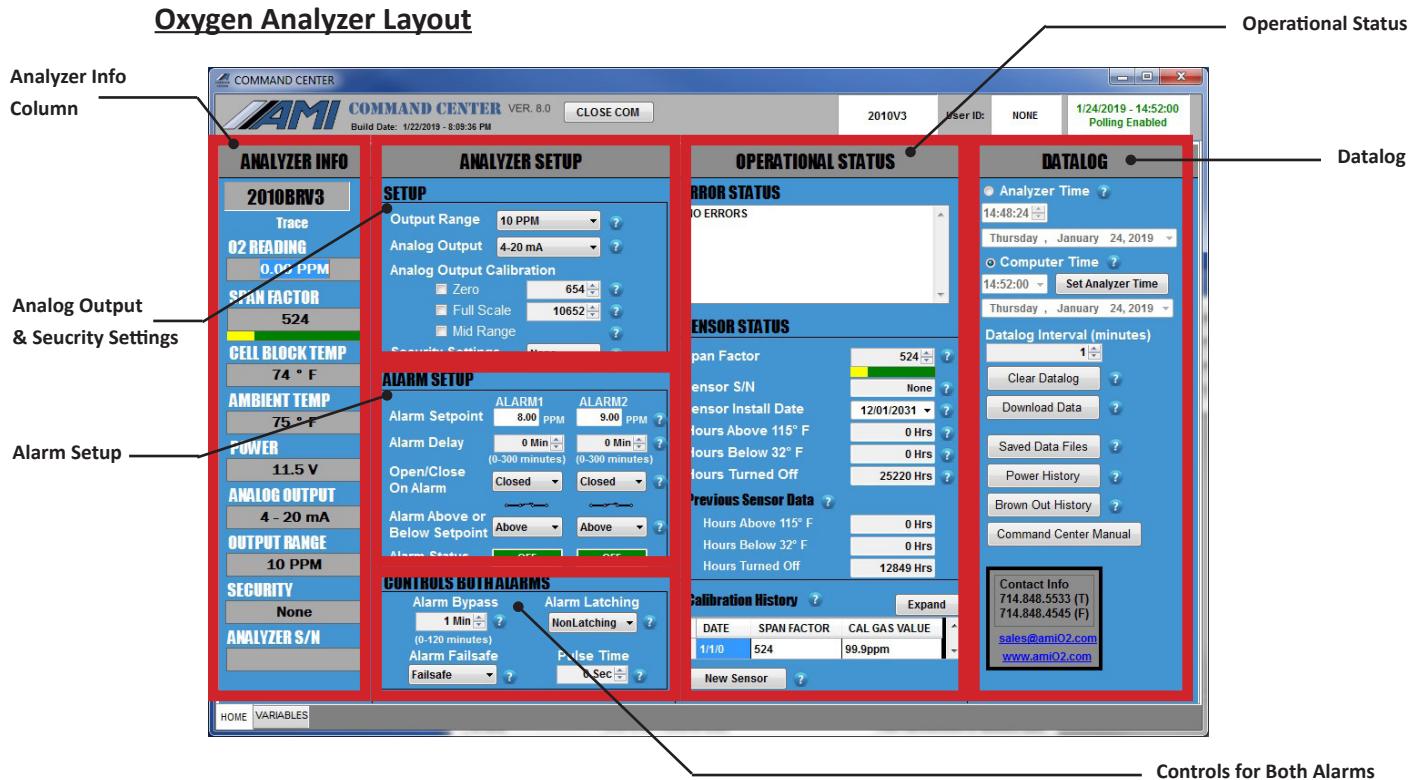 Oxygen Analyzer Layout
Operational Status
Analyzer Info
Column
Datalog
Analog Output
& Seucrity Settings
Alarm Setup
Controls for Both Alarms
COMMAND CENTER
AMI
COMMAND CENTER VER. 8.0
Build Date: 1/22/2019 - 8:09:36 PM
CLOSE COM
2010V3
User ID:
NONE
1/24/2019 - 14:52:00
Polling Enabled
ANALYZER INFO
2010BRV3
Trace
O2 READING
0.00 PPM
SPAN FACTOR
524
CELL BLOCK TEMP
74 ° F
AMBIENT TEMP
75 ° F
POWER
11.5 V
ANALOG OUTPUT
4 - 20 mA
OUTPUT RANGE
10 PPM
SECURITY
None
ANALYZER S/N
ANALYZER SETUP
SETUP
Output Range 10 PPM ?
Analog Output 4-20 mA ?
Analog Output Calibration
Zero 654 ?
Full Scale 10652 ?
Mid Range ?
Security Settings None
ALARM SETUP
ALARM1 ALARM2
Alarm Setpoint 8.00 PPM 9.00 PPM ?
Alarm Delay 0 Min 0 Min ?
(0-300 minutes) (0-300 minutes)
Open/Close
On Alarm Closed Closed ?
Alarm Above or
Below Setpoint Above Above ?
Alarm Status OFF OFF
CONTROLS BOTH ALARMS
Alarm Bypass Alarm Latching
1 Min ? NonLatching ?
(0-120 minutes)
Alarm Failsafe Pulse Time
Failsafe ? 0 Sec ?
OPERATIONAL STATUS
RROR STATUS
NO ERRORS
ENSOR STATUS
pan Factor 524 ?
ensor S/N None ?
ensor Install Date 12/01/2031 ?
ours Above 115° F 0 Hrs ?
ours Below 32° F 0 Hrs ?
ours Turned Off 25220 Hrs ?
Previous Sensor Data ?
Hours Above 115° F 0 Hrs
Hours Below 32° F 0 Hrs
Hours Turned Off 12849 Hrs
Calibration History ? Expand
DATE SPAN FACTOR CAL GAS VALUE
1/1/0 524 99.9ppm
New Sensor ?
DATALOG
Analyzer Time ?
14:48:24
Thursday , January 24, 2019
Computer Time ?
14:52:00 Set Analyzer Time
Thursday , January 24, 2019
Datalog Interval (minutes)
1
Clear Datalog ?
Download Data ?
Saved Data Files ?
Power History ?
Brown Out History ?
Command Center Manual
Contact Info
714.848.5533 (T)
714.848.4545 (F)
sales@amiO2.com
www.amiO2.com
HOME VARIABLES